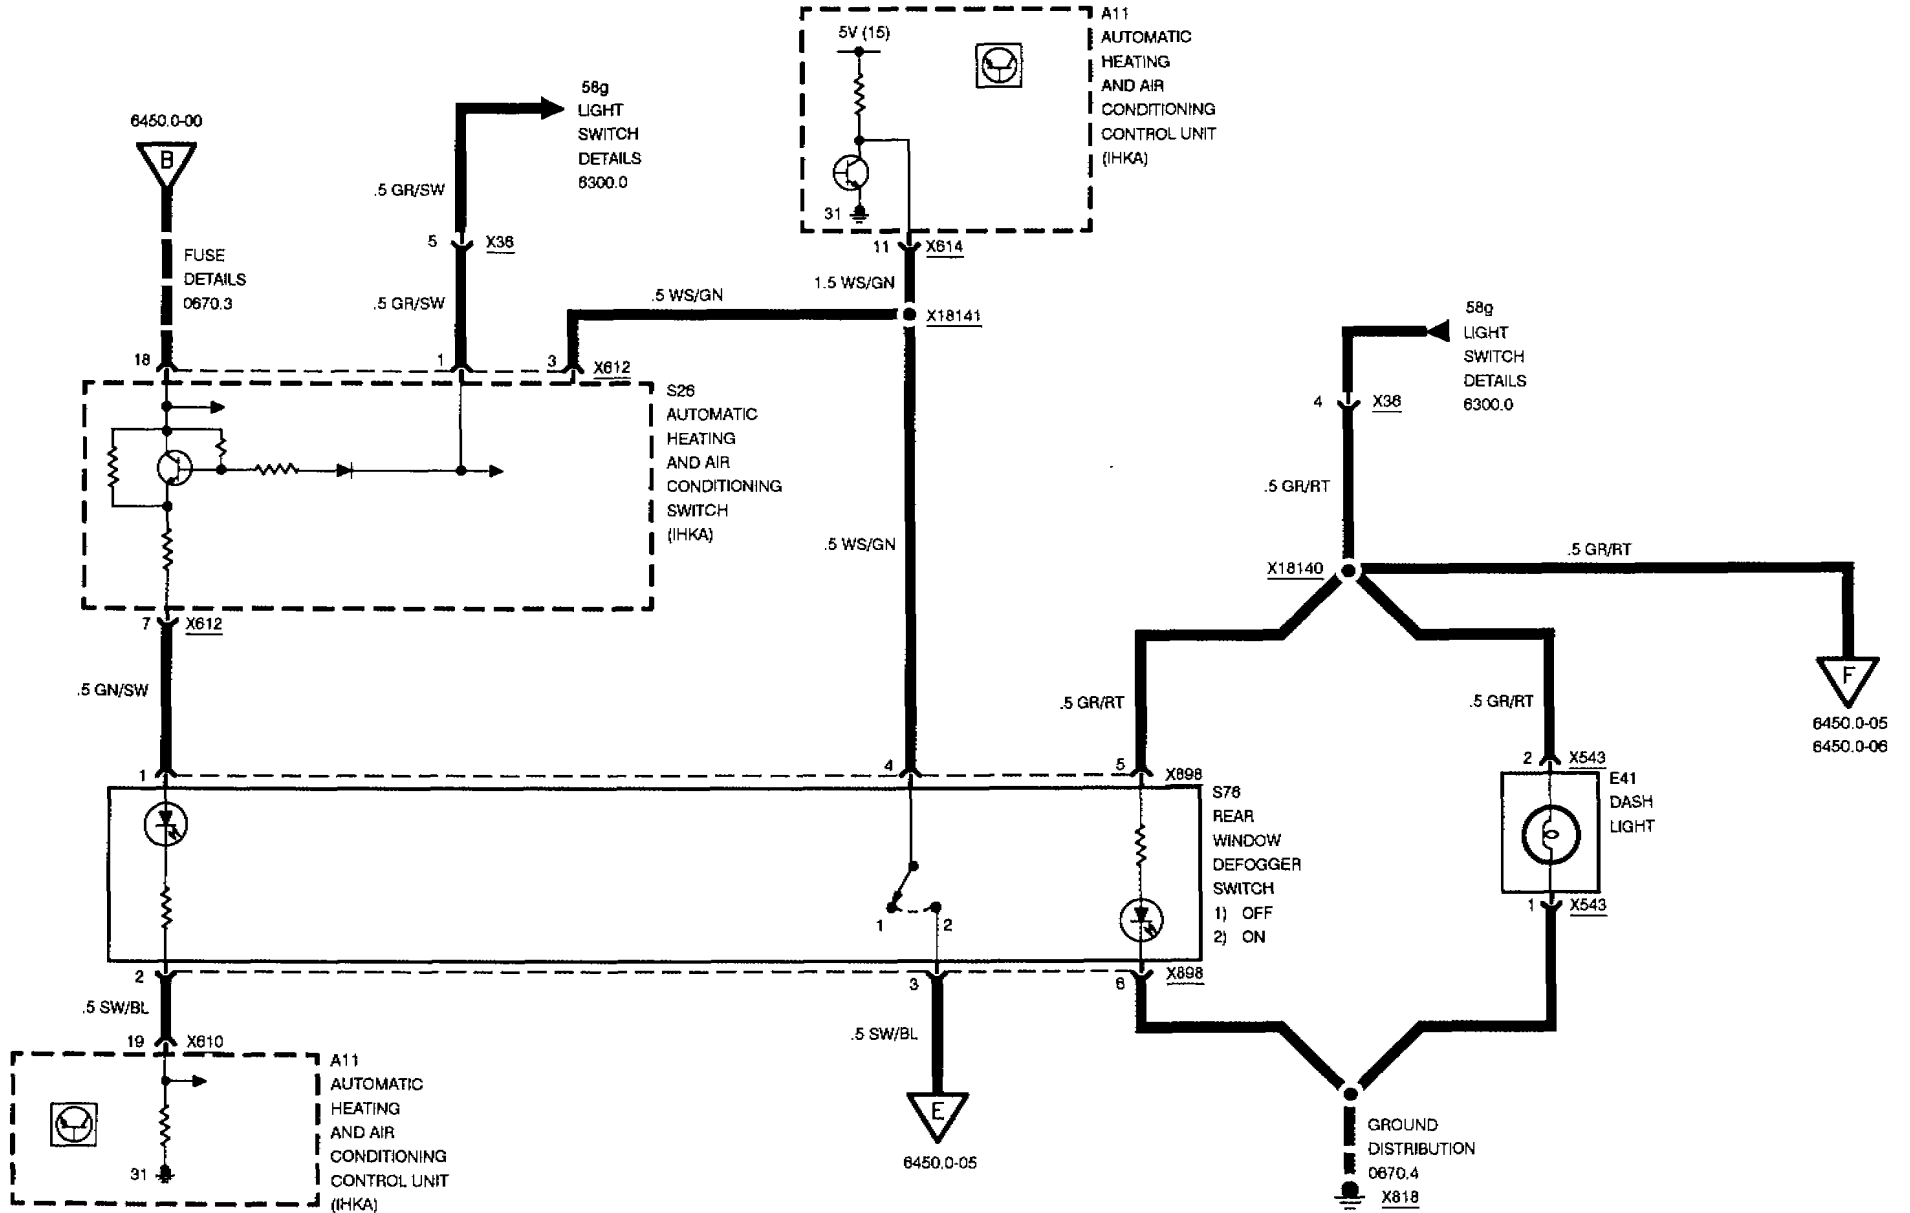 6450.0-00
B
FUSE
DETAILS
0670.3
58g
LIGHT
SWITCH
DETAILS
6300.0
.5 GR/SW
5
X36
.5 GR/SW
5V (15)
31
A11
AUTOMATIC
HEATING
AND AIR
CONDITIONING
CONTROL UNIT
(IHKA)
11
X614
1.5 WS/GN
.5 WS/GN
X18141
18
1
3
X612
S26
AUTOMATIC
HEATING
AND AIR
CONDITIONING
SWITCH
(IHKA)
.5 WS/GN
58g
LIGHT
SWITCH
DETAILS
6300.0
4
X36
.5 GR/RT
X18140
.5 GR/RT
F
6450.0-05
6450.0-06
7
X612
.5 GN/SW
.5 GR/RT
.5 GR/RT
1
4
5
X898
2
X543
E41
DASH
LIGHT
1
X543
S76
REAR
WINDOW
DEFOGGER
SWITCH
1) OFF
2) ON
1
2
2
3
6
X898
.5 SW/BL
19
X610
A11
AUTOMATIC
HEATING
AND AIR
CONDITIONING
CONTROL UNIT
(IHKA)
31
.5 SW/BL
E
6450.0-05
GROUND
DISTRIBUTION
0670.4
X818